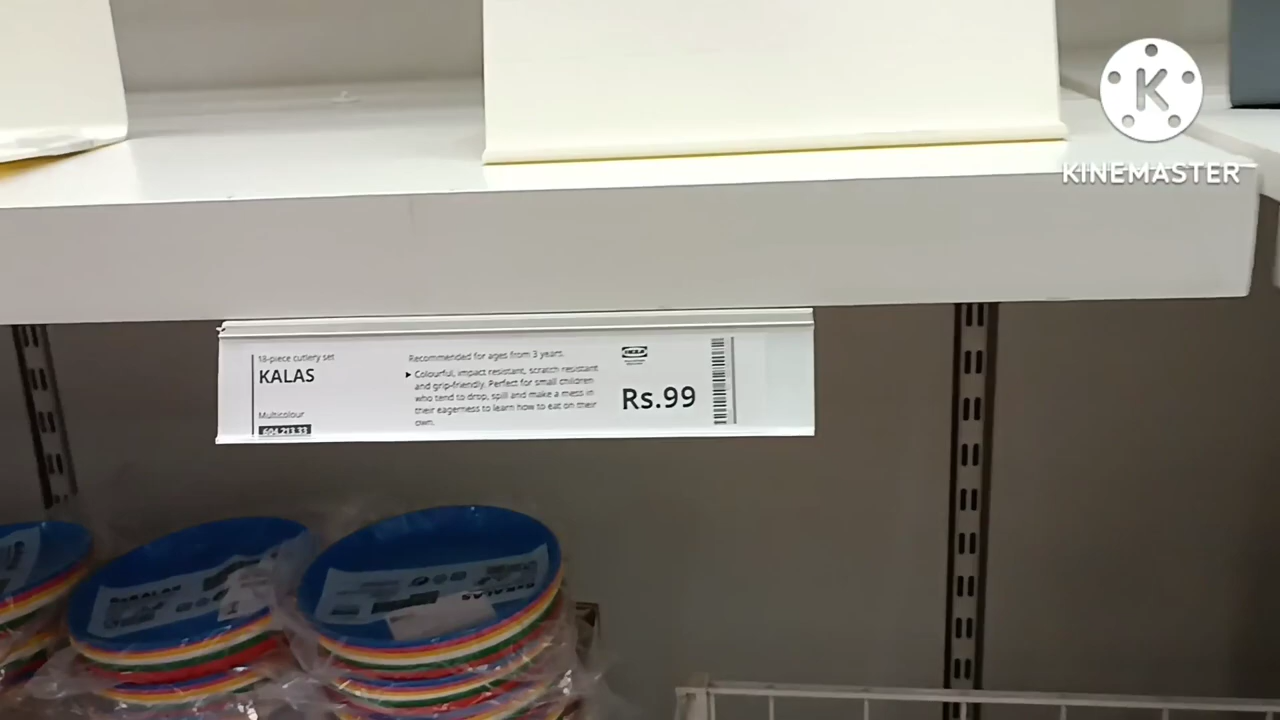 KINEMASTER
18-piece cutlery set
KALAS
Multicolour
604.213.33
Recommended for ages from 3 years.
Colourful, impact resistant, scratch resistant
and grip-friendly. Perfect for small children
who tend to drop, spill and make a mess in
their eagerness to learn how to eat on their
own.
IKEA
Rs.99